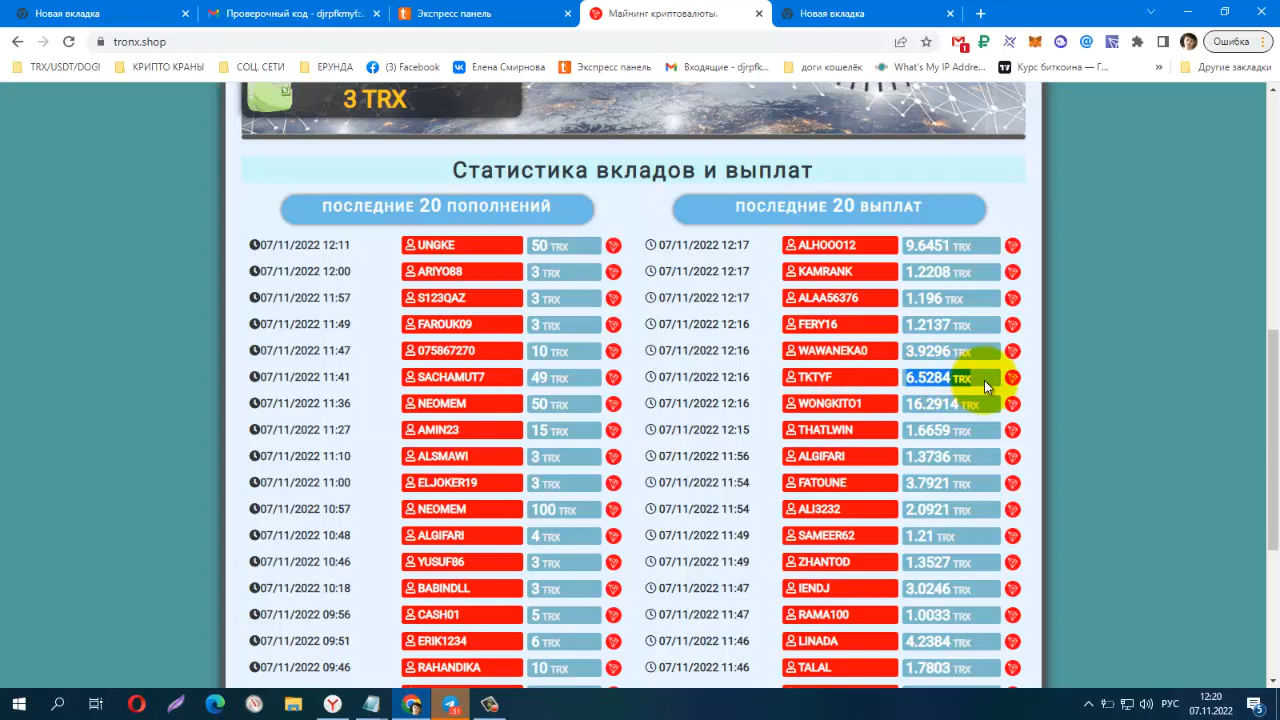 Новая вкладка
Проверочный код - djrpfkmyfz
Экспресс панель
Майнинг криптовалюты.
Новая вкладка
tronx.shop
1
Ошибка
TRX/USDT/DOGI
КРИПТО КРАНЫ
СОЦ. СЕТИ
ЕРУНДА
(3) Facebook
Елена Смирнова
Экспресс панель
Входящие - djrpfk...
доги кошелёк
What's My IP Addre...
Курс биткоина — Г...
»
Другие закладки
3 TRX
Статистика вкладов и выплат
ПОСЛЕДНИЕ 20 ПОПОЛНЕНИЙ
ПОСЛЕДНИЕ 20 ВЫПЛАТ
07/11/2022 12:11 UNGKE 50 TRX
07/11/2022 12:17 ALHOOO12 9.6451 TRX
07/11/2022 12:00 ARIYO88 3 TRX
07/11/2022 12:17 KAMRANK 1.2208 TRX
07/11/2022 11:57 S123QAZ 3 TRX
07/11/2022 12:17 ALAA56376 1.196 TRX
07/11/2022 11:49 FAROUK09 3 TRX
07/11/2022 12:16 FERY16 1.2137 TRX
07/11/2022 11:47 075867270 10 TRX
07/11/2022 12:16 WAWANEKA0 3.9296 TRX
07/11/2022 11:41 SACHAMUT7 49 TRX
07/11/2022 12:16 TKTYF 6.5284 TRX
07/11/2022 11:36 NEOMEM 50 TRX
07/11/2022 12:16 WONGKITO1 16.2914 TRX
07/11/2022 11:27 AMIN23 15 TRX
07/11/2022 12:15 THATLWIN 1.6659 TRX
07/11/2022 11:10 ALSMAWI 3 TRX
07/11/2022 11:56 ALGIFARI 1.3736 TRX
07/11/2022 11:00 ELJOKER19 3 TRX
07/11/2022 11:54 FATOUNE 3.7921 TRX
07/11/2022 10:57 NEOMEM 100 TRX
07/11/2022 11:54 ALI3232 2.0921 TRX
07/11/2022 10:48 ALGIFARI 4 TRX
07/11/2022 11:49 SAMEER62 1.21 TRX
07/11/2022 10:46 YUSUF86 3 TRX
07/11/2022 11:49 ZHANTOD 1.3527 TRX
07/11/2022 10:18 BABINDLL 3 TRX
07/11/2022 11:47 IENDJ 3.0246 TRX
07/11/2022 09:56 CASH01 5 TRX
07/11/2022 11:47 RAMA100 1.0033 TRX
07/11/2022 09:51 ERIK1234 6 TRX
07/11/2022 11:46 LINADA 4.2384 TRX
07/11/2022 09:46 RAHANDIKA 10 TRX
07/11/2022 11:46 TALAL 1.7803 TRX
РУС
12:20
07.11.2022
5